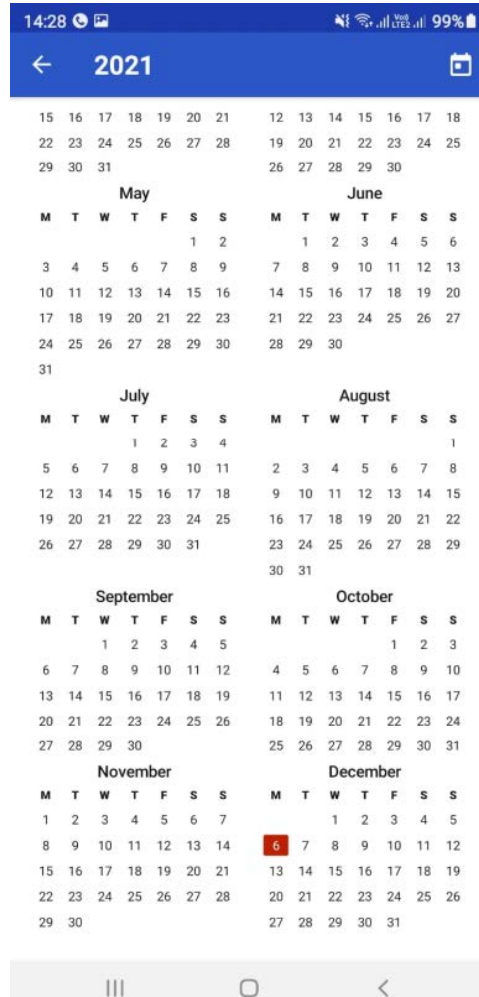 14:28 Vo)) LTE2 99%
2021
15 16 17 18 19 20 21 12 13 14 15 16 17 18
22 23 24 25 26 27 28 19 20 21 22 23 24 25
29 30 31 26 27 28 29 30
May June
M T W T F S S M T W T F S S
1 2 1 2 3 4 5 6
3 4 5 6 7 8 9 7 8 9 10 11 12 13
10 11 12 13 14 15 16 14 15 16 17 18 19 20
17 18 19 20 21 22 23 21 22 23 24 25 26 27
24 25 26 27 28 29 30 28 29 30
31
July August
M T W T F S S M T W T F S S
1 2 3 4 1
5 6 7 8 9 10 11 2 3 4 5 6 7 8
12 13 14 15 16 17 18 9 10 11 12 13 14 15
19 20 21 22 23 24 25 16 17 18 19 20 21 22
26 27 28 29 30 31 23 24 25 26 27 28 29
30 31
September October
M T W T F S S M T W T F S S
1 2 3 4 5 1 2 3
6 7 8 9 10 11 12 4 5 6 7 8 9 10
13 14 15 16 17 18 19 11 12 13 14 15 16 17
20 21 22 23 24 25 26 18 19 20 21 22 23 24
27 28 29 30 25 26 27 28 29 30 31
November December
M T W T F S S M T W T F S S
1 2 3 4 5 6 7 1 2 3 4 5
8 9 10 11 12 13 14 6 7 8 9 10 11 12
15 16 17 18 19 20 21 13 14 15 16 17 18 19
22 23 24 25 26 27 28 20 21 22 23 24 25 26
29 30 27 28 29 30 31